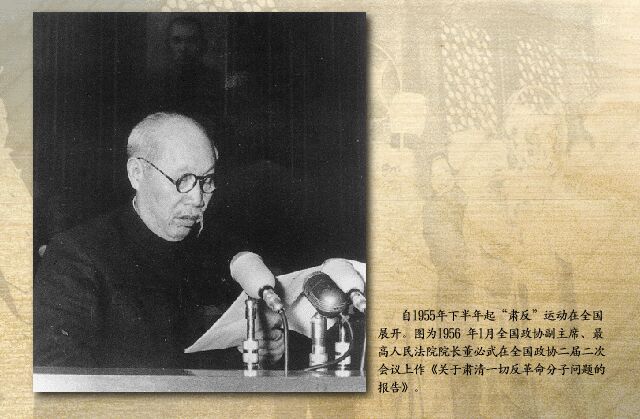 自1955年下半年起“肃反”运动在全国
展开。图为1956 年1月全国政协副主席、最
高人民法院院长董必武在全国政协二届二次
会议上作《关于肃清一切反革命分子问题的
报告》。